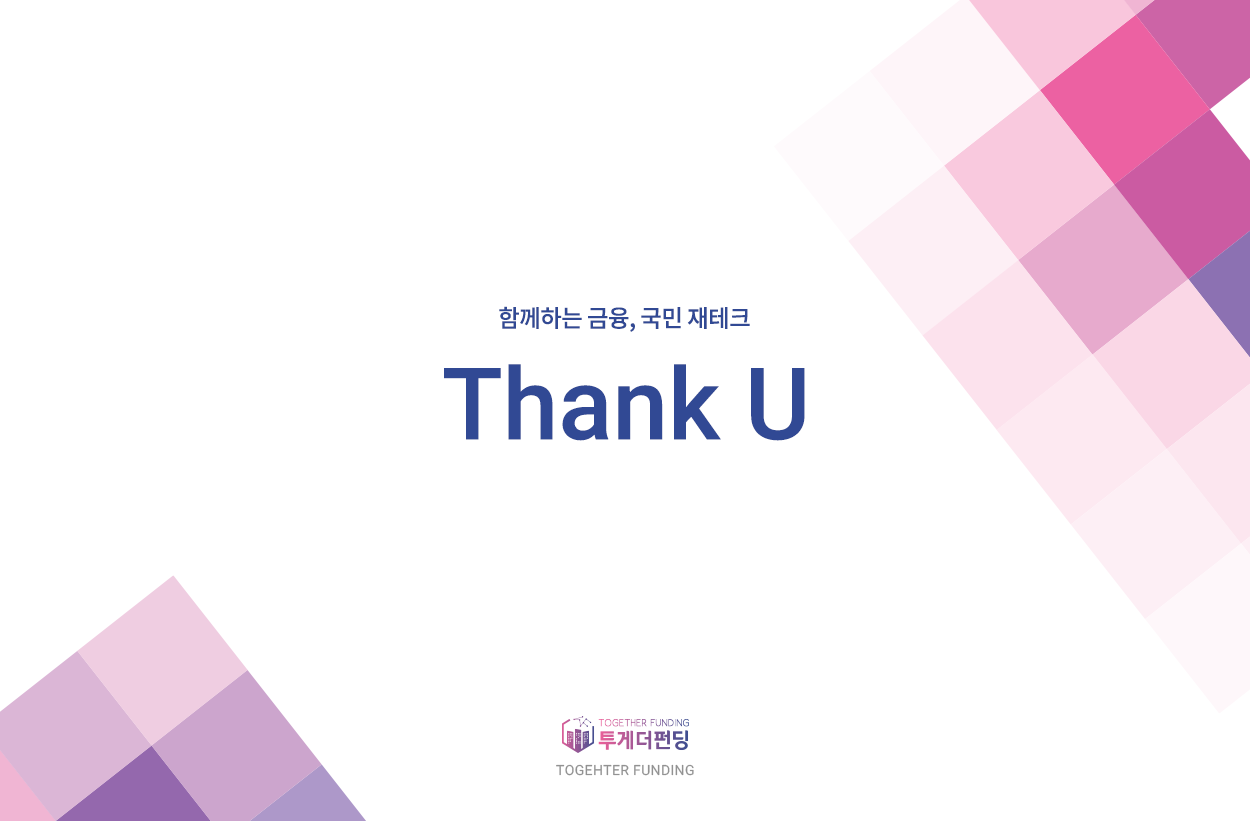 함께하는 금융, 국민 재테크
Thank U
TOGETHER FUNDING
투게더펀딩
TOGEHTER FUNDING